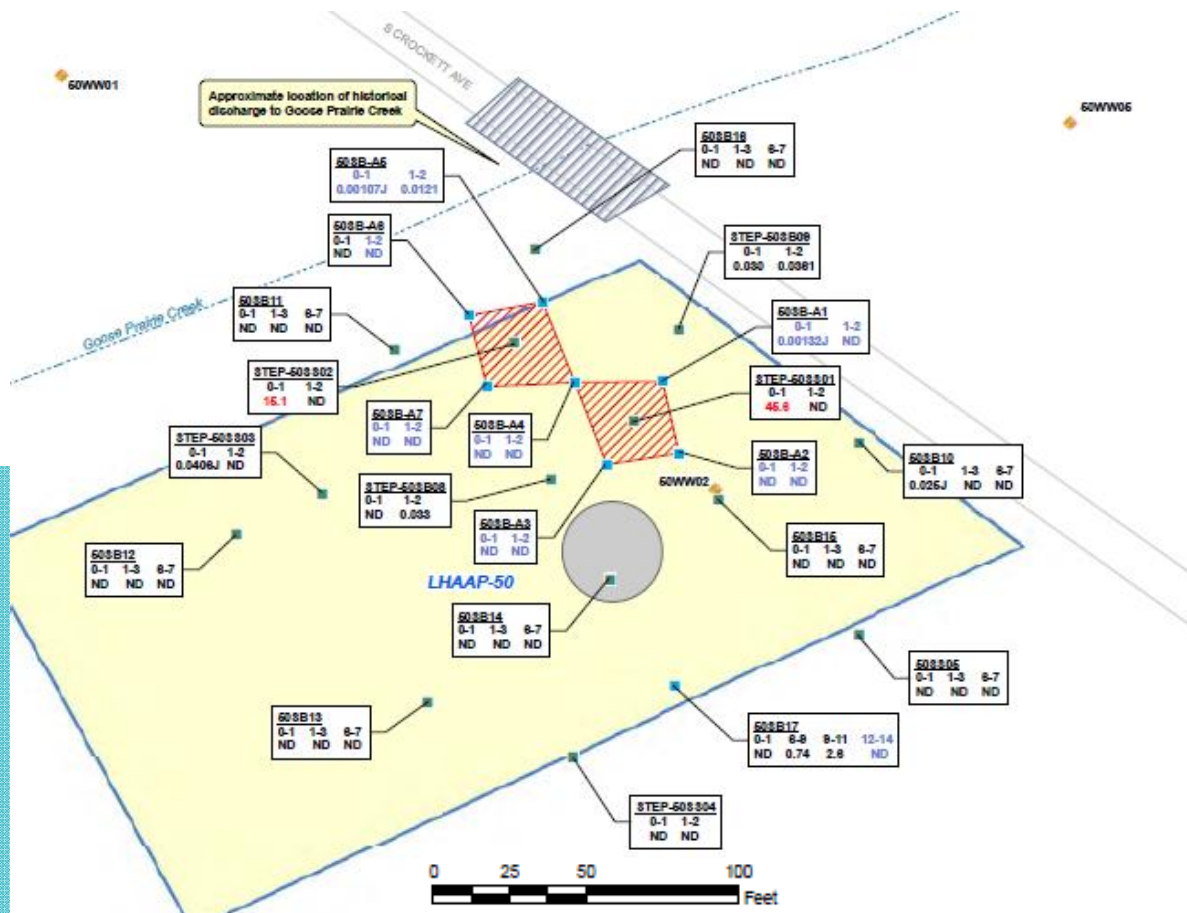 S CROCKETT AVE
50WW01
Approximate location of historical
discharge to Goose Prairie Creek
50WW05
50SB16
0-1 1-3 6-7
ND ND ND
50SB-A5
0-1 1-2
0.00107J 0.0121
50SB-A6
0-1 1-2
ND ND
STEP-50SB09
0-1 1-2
0.030 0.0361
Goose Prairie Creek
50SB11
0-1 1-3 6-7
ND ND ND
50SB-A1
0-1 1-2
0.00132J ND
STEP-50SS02
0-1 1-2
15.1 ND
STEP-50SS01
0-1 1-2
45.6 ND
50SB-A7
0-1 1-2
ND ND
50SB-A4
0-1 1-2
ND ND
STEP-50SS03
0-1 1-2
0.0406J ND
50SB-A2
0-1 1-2
ND ND
50SB10
0-1 1-3 6-7
0.025J ND ND
STEP-50SB08
0-1 1-2
ND 0.033
50WW02
50SB-A3
0-1 1-2
ND ND
50SB12
0-1 1-3 6-7
ND ND ND
50SB15
0-1 1-3 6-7
ND ND ND
LHAAP-50
50SB14
0-1 1-3 6-7
ND ND ND
50SS05
0-1 1-3 6-7
ND ND ND
50SB13
0-1 1-3 6-7
ND ND ND
50SB17
0-1 6-9 9-11 12-14
ND 0.74 2.6 ND
STEP-50SS04
0-1 1-2
ND ND
0 25 50 100
Feet